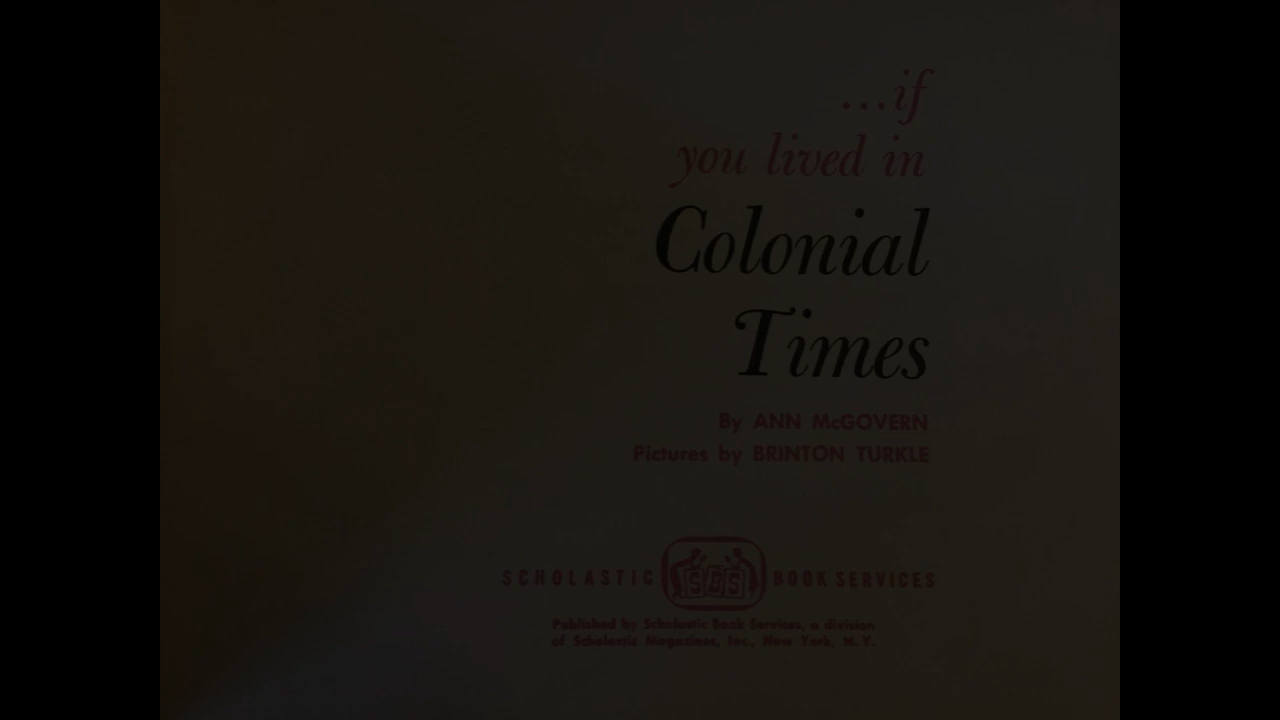 ...if
you lived in
Colonial
Times
By ANN McGOVERN
Pictures by BRINTON TURKLE
SCHOLASTIC SBS BOOK SERVICES
Published by Scholastic Book Services, a division
of Scholastic Magazines, Inc., New York, N.Y.